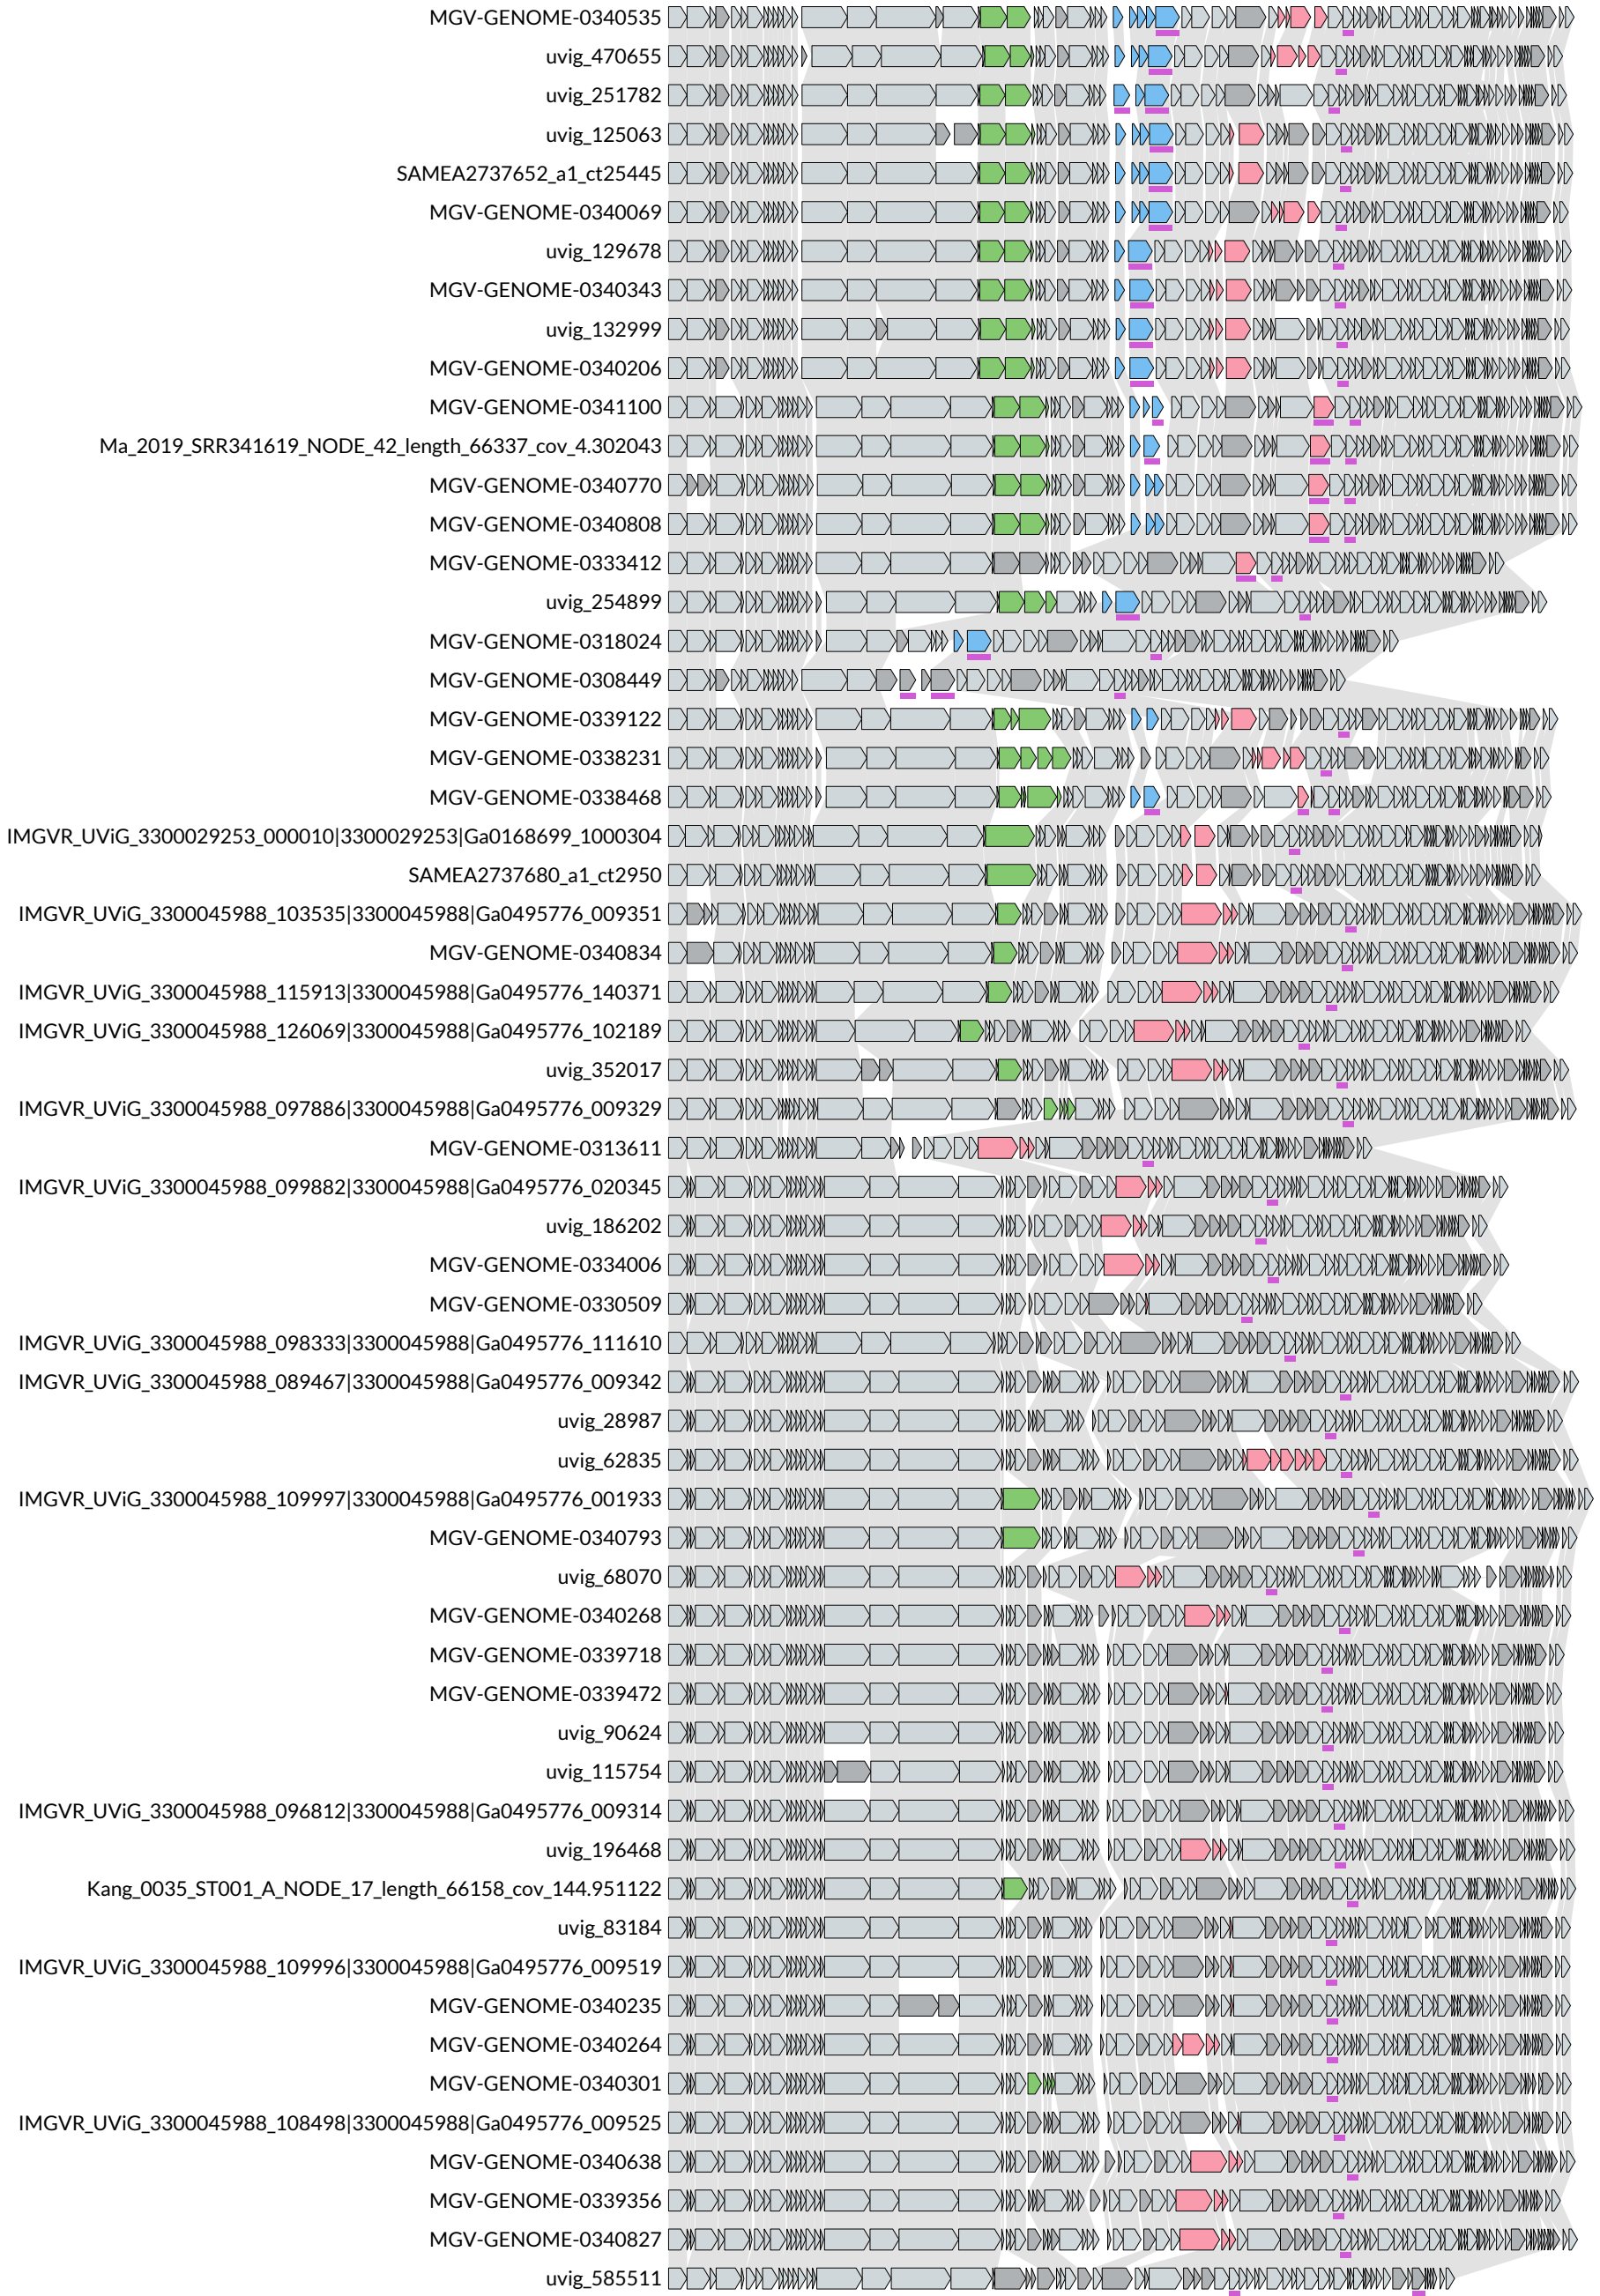 MGV-GENOME-0340535
uvig_470655
uvig_251782
uvig_125063
SAMEA2737652_a1_ct25445
MGV-GENOME-0340069
uvig_129678
MGV-GENOME-0340343
uvig_132999
MGV-GENOME-0340206
MGV-GENOME-0341100
Ma_2019_SRR341619_NODE_42_length_66337_cov_4.302043
MGV-GENOME-0340770
MGV-GENOME-0340808
MGV-GENOME-0333412
uvig_254899
MGV-GENOME-0318024
MGV-GENOME-0308449
MGV-GENOME-0339122
MGV-GENOME-0338231
MGV-GENOME-0338468
IMGVR_UViG_3300029253_000010|3300029253|Ga0168699_1000304
SAMEA2737680_a1_ct2950
IMGVR_UViG_3300045988_103535|3300045988|Ga0495776_009351
MGV-GENOME-0340834
IMGVR_UViG_3300045988_115913|3300045988|Ga0495776_140371
IMGVR_UViG_3300045988_126069|3300045988|Ga0495776_102189
uvig_352017
IMGVR_UViG_3300045988_097886|3300045988|Ga0495776_009329
MGV-GENOME-0313611
IMGVR_UViG_3300045988_099882|3300045988|Ga0495776_020345
uvig_186202
MGV-GENOME-0334006
MGV-GENOME-0330509
IMGVR_UViG_3300045988_098333|3300045988|Ga0495776_111610
IMGVR_UViG_3300045988_089467|3300045988|Ga0495776_009342
uvig_28987
uvig_62835
IMGVR_UViG_3300045988_109997|3300045988|Ga0495776_001933
MGV-GENOME-0340793
uvig_68070
MGV-GENOME-0340268
MGV-GENOME-0339718
MGV-GENOME-0339472
uvig_90624
uvig_115754
IMGVR_UViG_3300045988_096812|3300045988|Ga0495776_009314
uvig_196468
Kang_0035_ST001_A_NODE_17_length_66158_cov_144.951122
uvig_83184
IMGVR_UViG_3300045988_109996|3300045988|Ga0495776_009519
MGV-GENOME-0340235
MGV-GENOME-0340264
MGV-GENOME-0340301
IMGVR_UViG_3300045988_108498|3300045988|Ga0495776_009525
MGV-GENOME-0340638
MGV-GENOME-0339356
MGV-GENOME-0340827
uvig_585511